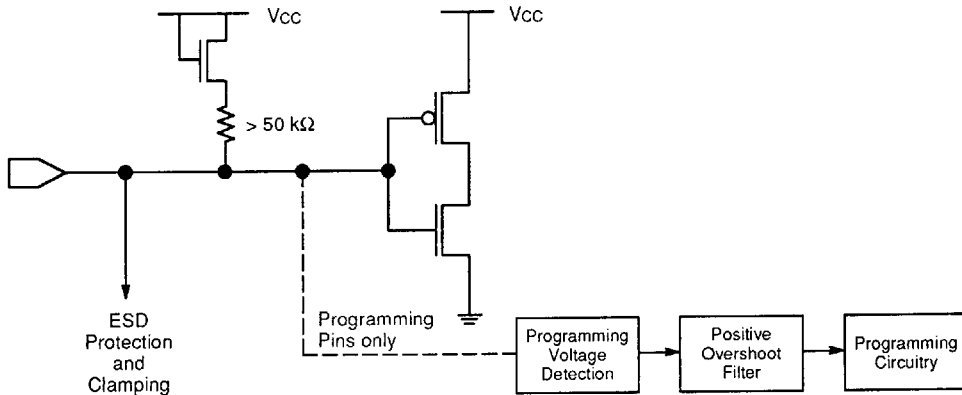 VCC
VCC
> 50 kΩ
ESD
Protection
and
Clamping
Programming
Pins only
Programming
Voltage
Detection
Positive
Overshoot
Filter
Programming
Circuitry